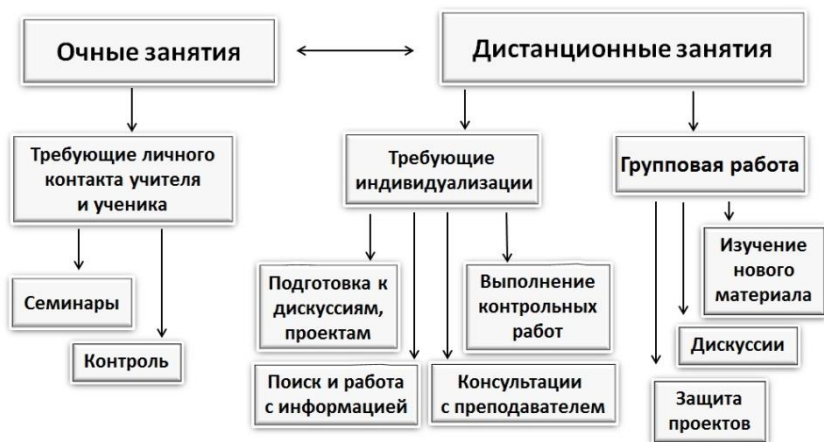 Очные занятия
Дистанционные занятия
Требующие личного
контакта учителя
и ученика
Требующие
индивидуализации
Групповая работа
Семинары
Контроль
Подготовка к
дискуссиям,
проектам
Выполнение
контрольных
работ
Поиск и работа
с информацией
Консультации
с преподавателем
Изучение
нового
материала
Дискуссии
Защита
проектов